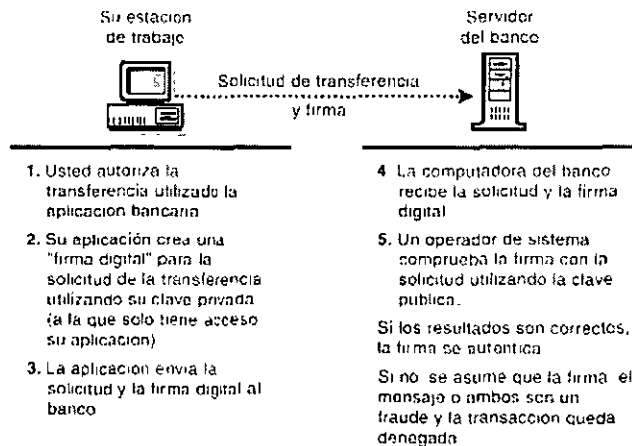 Su estacion
de trabajo
Servidor
del banco
Solicitud de transferencia
y firma
1. Usted autoriza la
transferencia utilizado la
aplicacion bancaria
2. Su aplicación crea una
"firma digital" para la
solicitud de la transferencia
utilizando su clave privada
(a la que solo tiene acceso
su aplicacion)
3. La aplicacion envia la
solicitud y la firma digital al
banco
4 La computadora del banco
recibe la solicitud y la firma
digital
5. Un operador de sistema
comprueba la firma con la
solicitud utilizando la clave
publica.
Si los resultados son correctos,
la firma se autentica
Si no se asume que la firma el
mensaje o ambos son un
fraude y la transacción queda
denegada